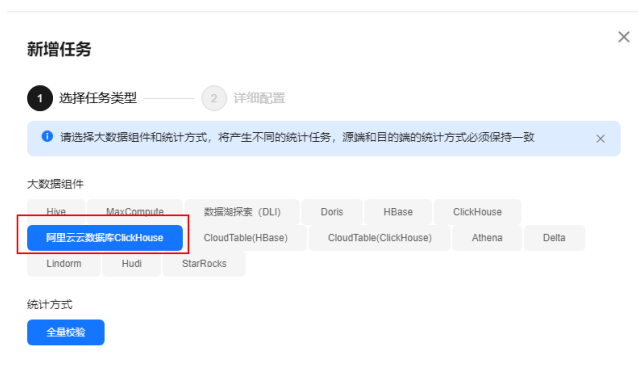 新增任务
1 选择任务类型 2 详细配置
请选择大数据组件和统计方式，将产生不同的统计任务，源端和目的端的统计方式必须保持一致
大数据组件
Hive MaxCompute 数据湖探索（DLI） Doris HBase ClickHouse
阿里云云数据库ClickHouse CloudTable(HBase) CloudTable(ClickHouse) Athena Delta
Lindorm Hudi StarRocks
统计方式
全量校验